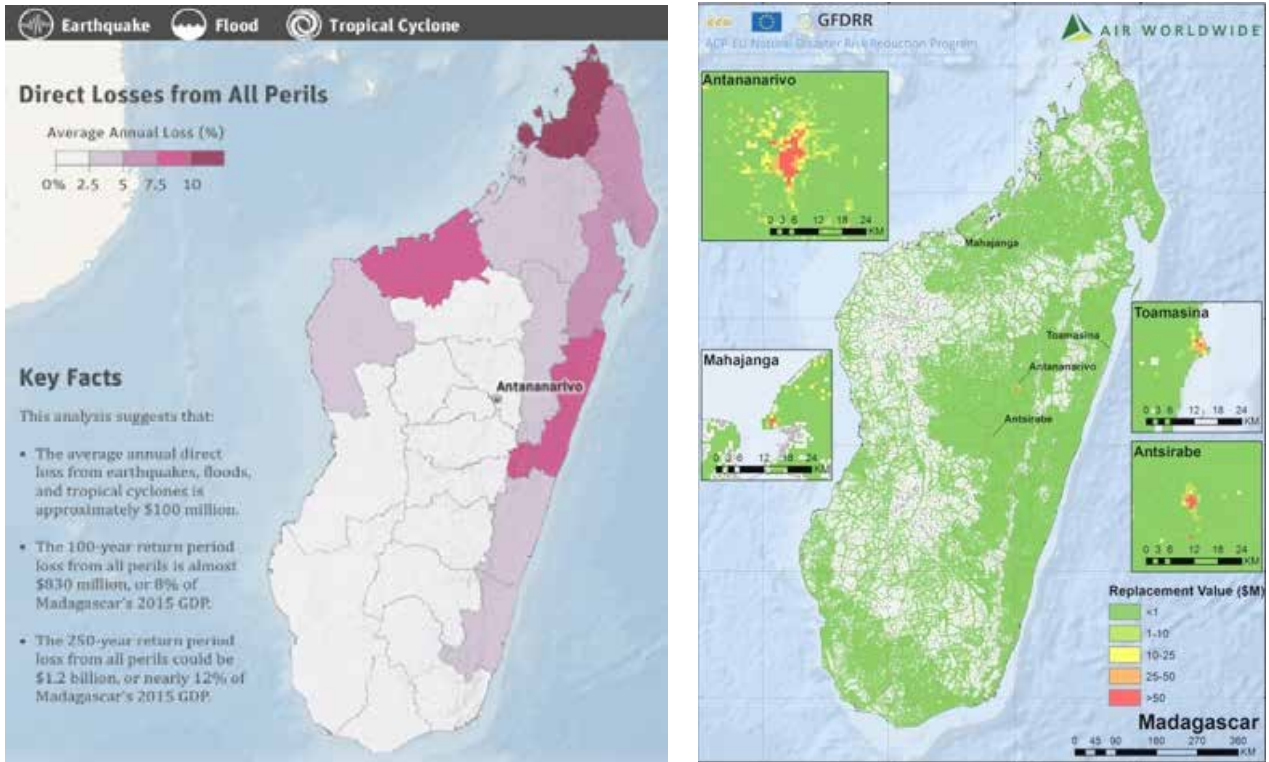 Earthquake Flood Tropical Cyclone
Direct Losses from All Perils
Average Annual Loss (%)
0% 2.5 5 7.5 10
Antananarivo
Key Facts
This analysis suggests that:
• The average annual direct
loss from earthquakes, floods,
and tropical cyclones is
approximately $100 million.
• The 100-year return period
loss from all perils is almost
$830 million, or 8% of
Madagascar's 2015 GDP.
• The 250-year return period
loss from all perils could be
$1.2 billion, or nearly 12% of
Madagascar's 2015 GDP.
GFDRR
ACP-EU Natural Disaster Risk Reduction Program
AIR WORLDWIDE
Antananarivo
0 3 6 12 18 24
KM
Mahajanga
Toamasina
Antananarivo
Antsirabe
Toamasina
0 3 6 12 18 24
KM
Mahajanga
0 3 6 12 18 24
KM
Antsirabe
0 3 6 12 18 24
KM
Replacement Value ($M)
<1
1-10
10-25
25-50
>50
Madagascar
0 45 90 180 270 360
KM